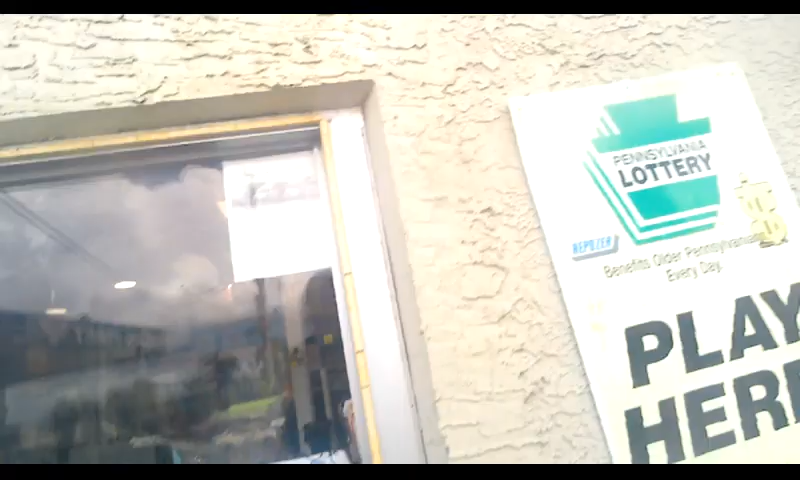 PENNSYLVANIA
LOTTERY
Benefits Older Pennsylvanians
Every Day.
PLAY
HERE